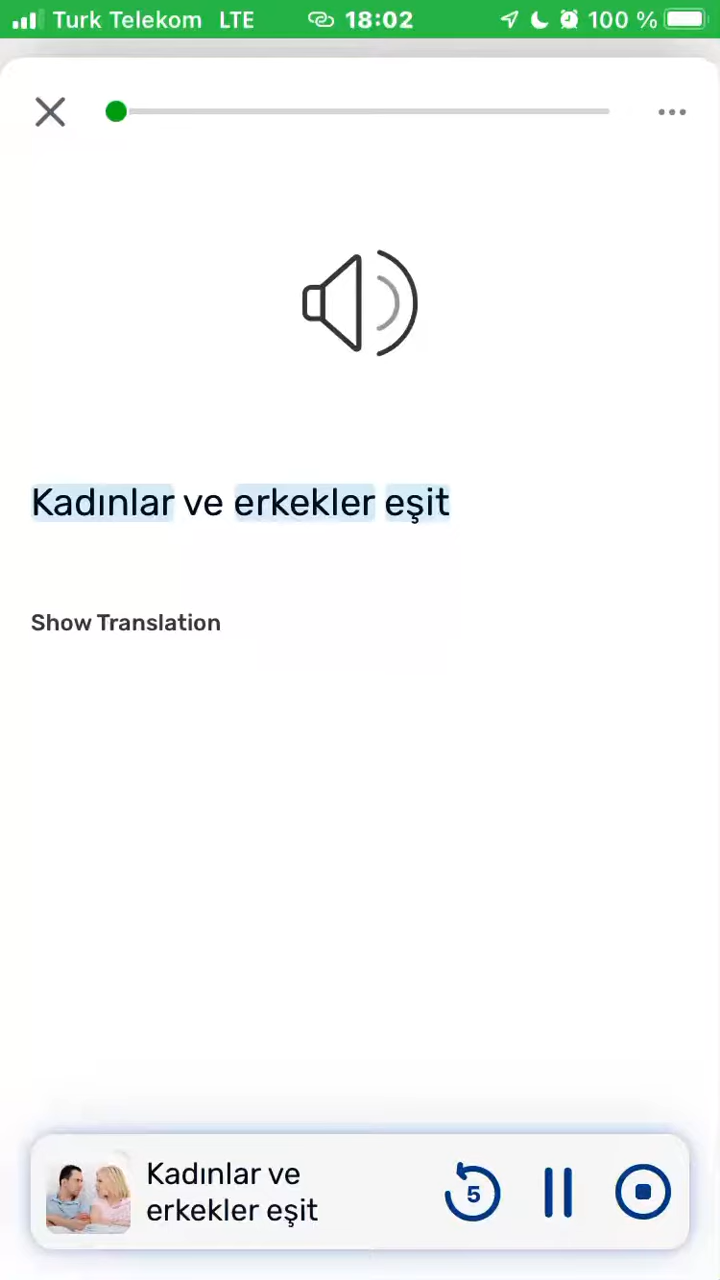 Turk Telekom LTE 18:02 100 %
Kadınlar ve erkekler eşit
Show Translation
Kadınlar ve
erkekler eşit
5